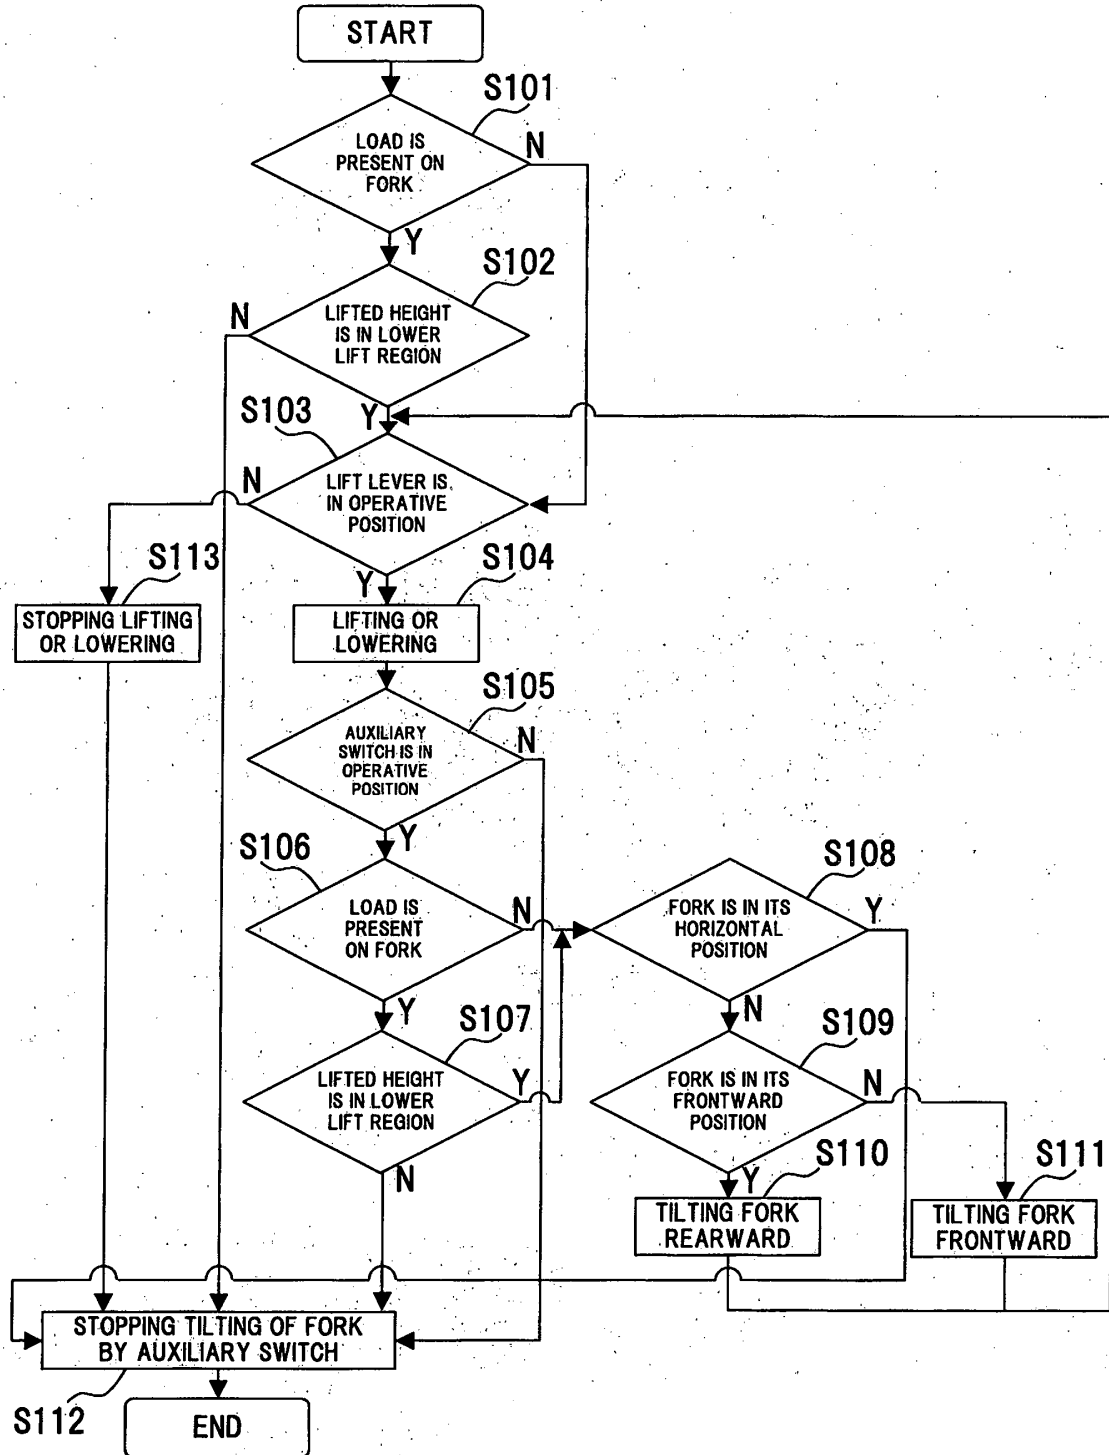 START
S101
LOAD IS
PRESENT ON
FORK
N
Y
S102
LIFTED HEIGHT
IS IN LOWER
LIFT REGION
N
Y
S103
LIFT LEVER IS
IN OPERATIVE
POSITION
N
Y
S113
STOPPING LIFTING
OR LOWERING
S104
LIFTING OR
LOWERING
S105
AUXILIARY
SWITCH IS IN
OPERATIVE
POSITION
N
Y
S106
LOAD IS
PRESENT
ON FORK
N
Y
S108
FORK IS IN ITS
HORIZONTAL
POSITION
Y
N
S107
LIFTED HEIGHT
IS IN LOWER
LIFT REGION
Y
N
S109
FORK IS IN ITS
FRONTWARD
POSITION
N
Y
S110
TILTING FORK
REARWARD
S111
TILTING FORK
FRONTWARD
STOPPING TILTING OF FORK
BY AUXILIARY SWITCH
S112
END